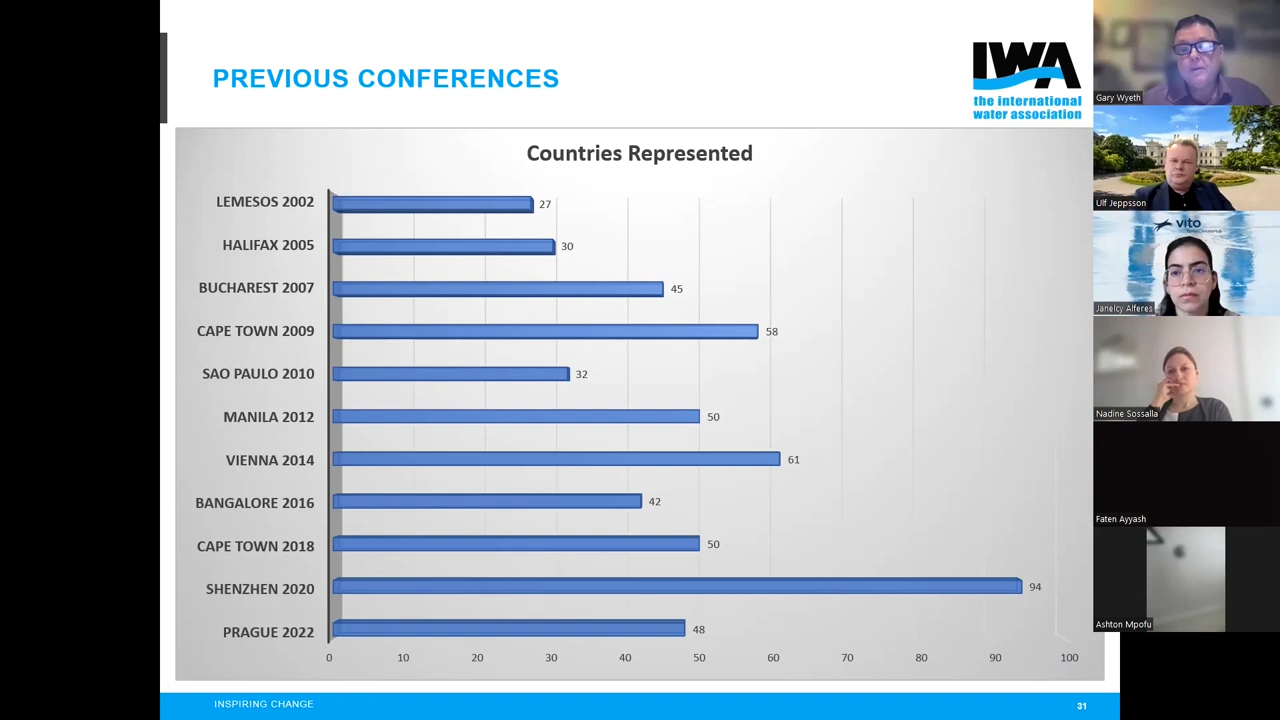 PREVIOUS CONFERENCES
IWA
the international
water association
Countries Represented
LEMESOS 2002 27
HALIFAX 2005 30
BUCHAREST 2007 45
CAPE TOWN 2009 58
SAO PAULO 2010 32
MANILA 2012 50
VIENNA 2014 61
BANGALORE 2016 42
CAPE TOWN 2018 50
SHENZHEN 2020 94
PRAGUE 2022 48
0 10 20 30 40 50 60 70 80 90 100
INSPIRING CHANGE
31
Gary Wyeth
Ulf Jeppsson
vito
Janelcy Alferes
Nadine Sossalla
Faten Ayyash
Ashton Mpofu